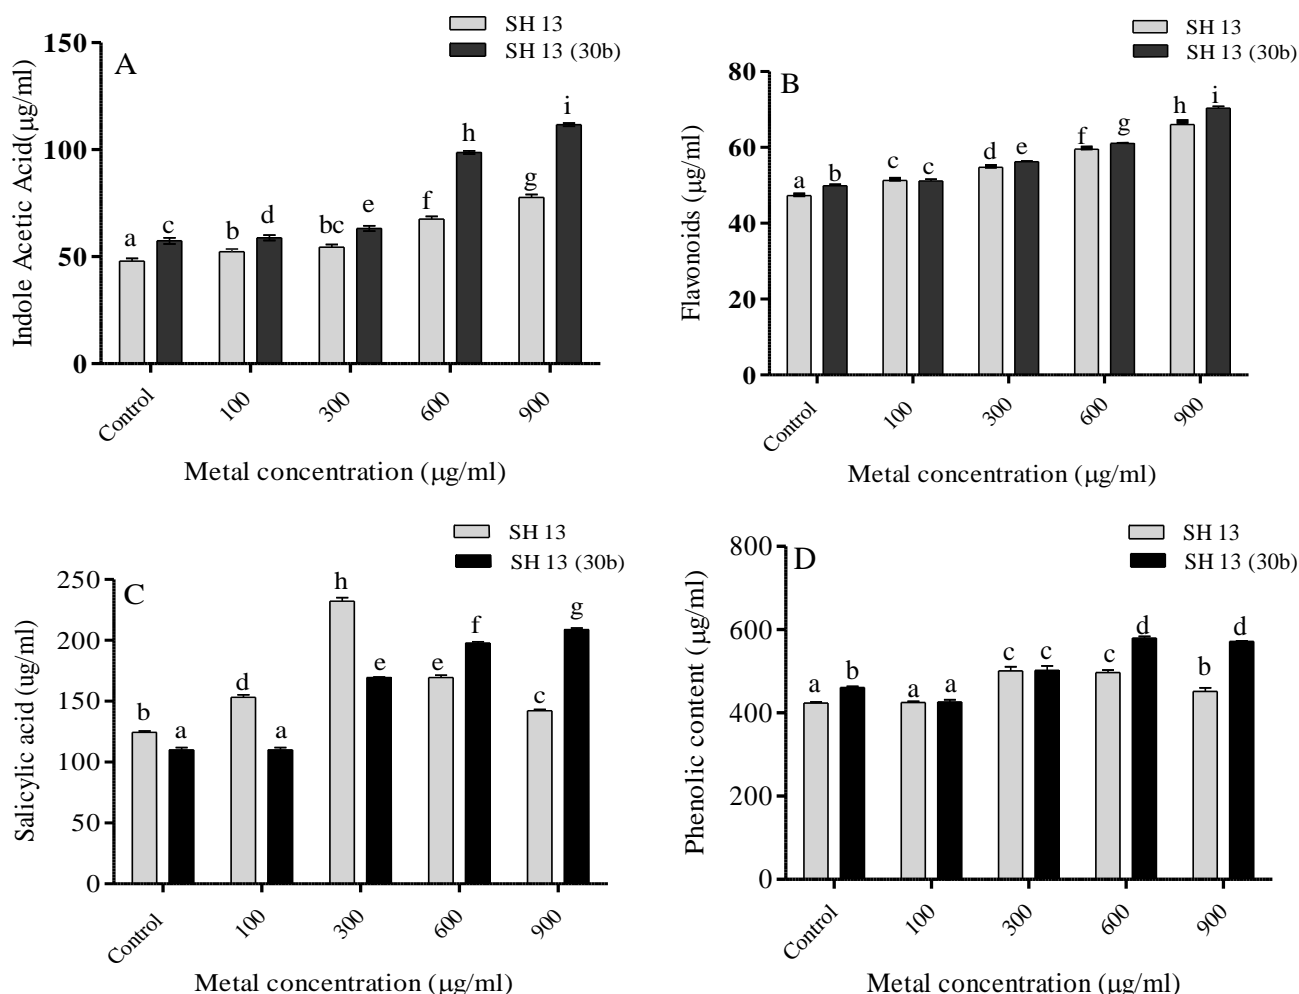 SH 13
SH 13 (30b)
A
Indole Acetic Acid(μg/ml)
150
100
50
0
a c b d bc e f h g i
Control 100 300 600 900
Metal concentration (μg/ml)
SH 13
SH 13 (30b)
B
Flavonoids (μg/ml)
80
60
40
20
0
a b c c d e f g h i
Control 100 300 600 900
Metal concentration (μg/ml)
SH 13
SH 13 (30b)
C
Salicylic acid (ug/ml)
250
200
150
100
50
0
b a d a h e e f c g
Control 100 300 600 900
Metal concentration (μg/ml)
SH 13
SH 13 (30b)
D
Phenolic content (μg/ml)
800
600
400
200
0
a b a a c c c d b d
Control 100 300 600 900
Metal concentration (μg/ml)